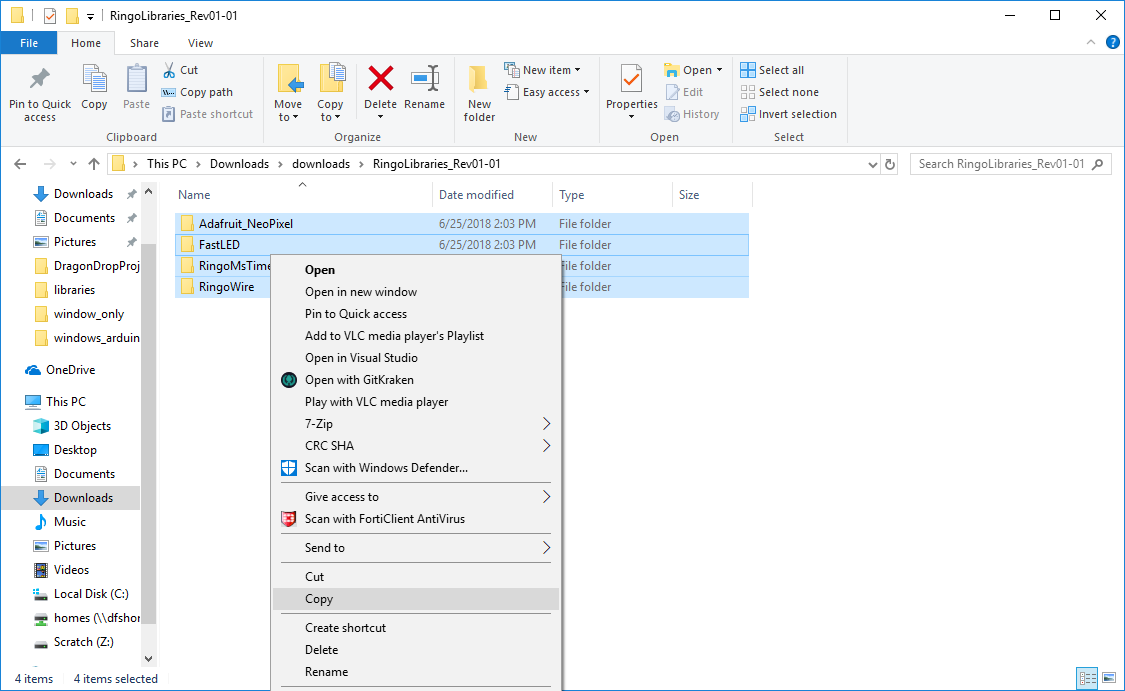 RingoLibraries_Rev01-01
File Home Share View
Pin to Quick access
Copy
Paste
Cut
Copy path
Paste shortcut
Clipboard
Move to
Copy to
Delete
Rename
Organize
New folder
New item
Easy access
New
Properties
Open
Edit
History
Open
Select all
Select none
Invert selection
Select
This PC > Downloads > downloads > RingoLibraries_Rev01-01
Search RingoLibraries_Rev01-01
Downloads
Documents
Pictures
DragonDropProj
libraries
window_only
windows_arduin
OneDrive
This PC
3D Objects
Desktop
Documents
Downloads
Music
Pictures
Videos
Local Disk (C:)
homes (\\dfshor
Scratch (Z:)
Name Date modified Type Size
Adafruit_NeoPixel 6/25/2018 2:03 PM File folder
FastLED 6/25/2018 2:03 PM File folder
RingoMsTime File folder
RingoWire File folder
Open
Open in new window
Pin to Quick access
Add to VLC media player's Playlist
Open in Visual Studio
Open with GitKraken
Play with VLC media player
7-Zip
CRC SHA
Scan with Windows Defender...
Give access to
Scan with FortiClient AntiVirus
Send to
Cut
Copy
Create shortcut
Delete
Rename
4 items 4 items selected